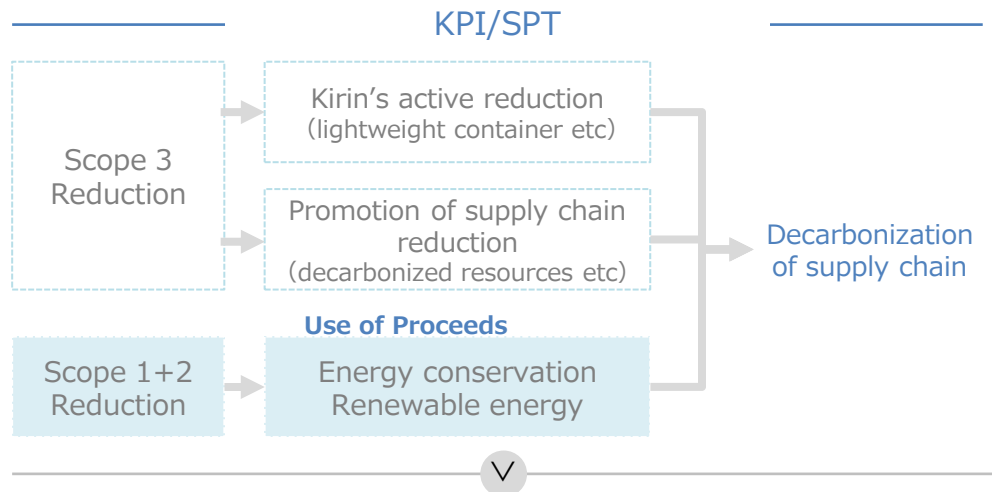 KPI/SPT
Scope 3
Reduction
Kirin’s active reduction
（lightweight container etc）
Promotion of supply chain
reduction
（decarbonized resources etc）
Decarbonization
of supply chain
Use of Proceeds
Scope 1+2
Reduction
Energy conservation
Renewable energy